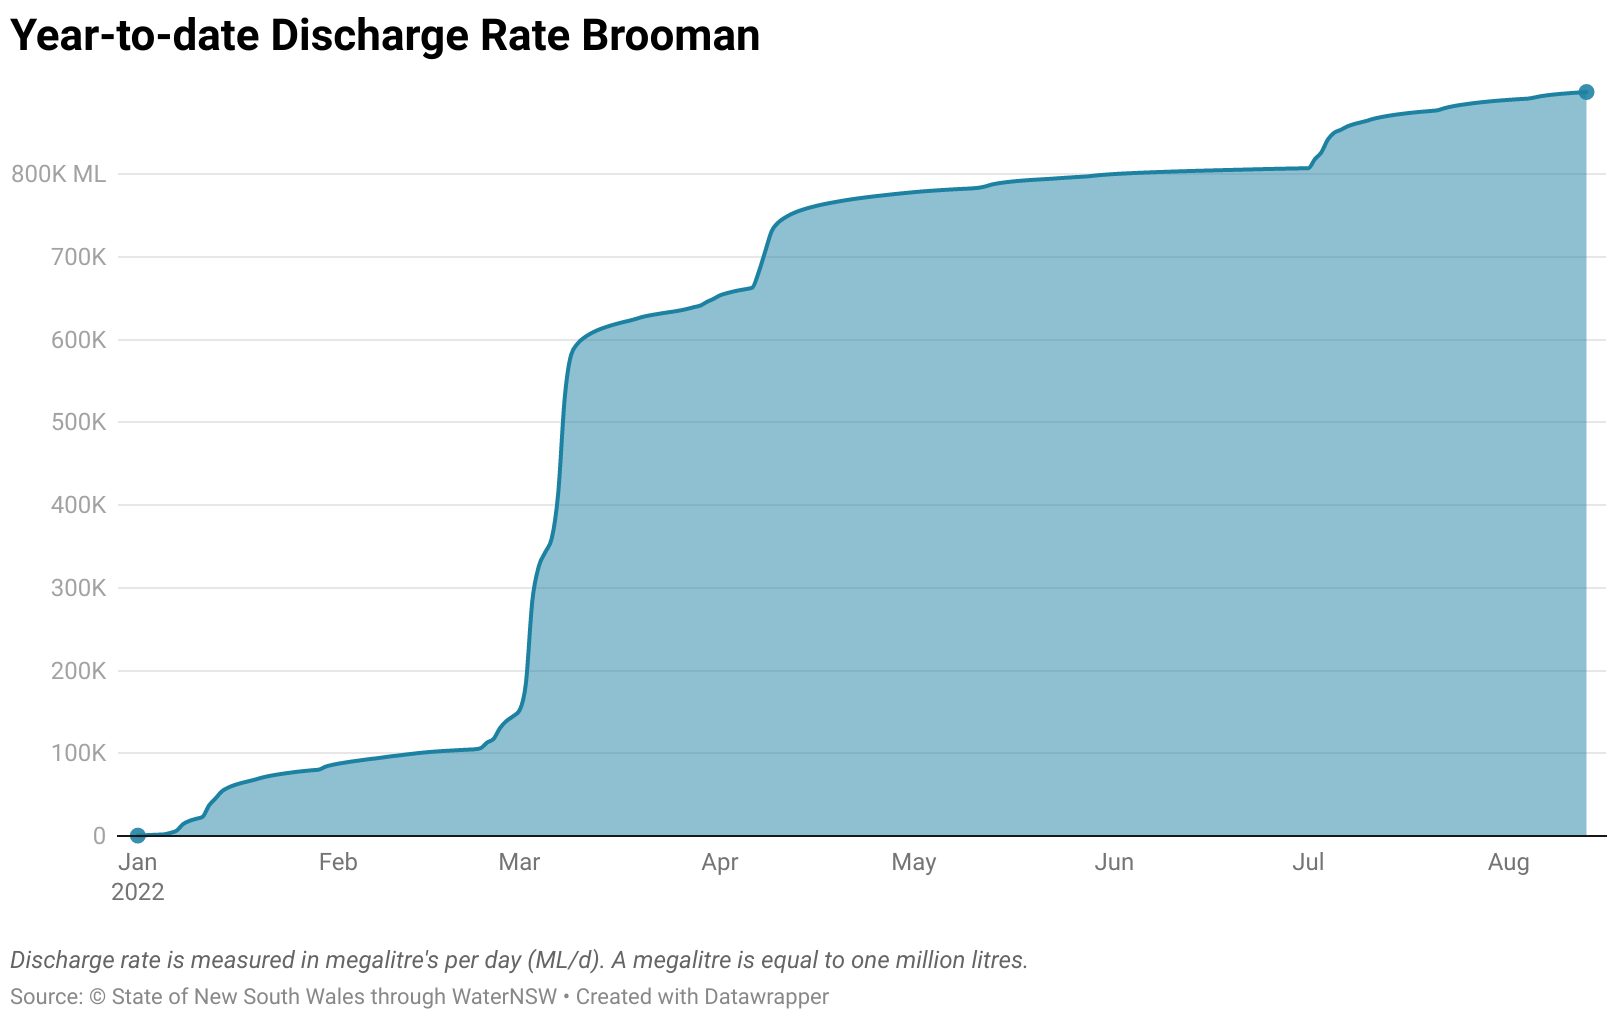 Year-to-date Discharge Rate Brooman
800K ML
700K
600K
500K
400K
300K
200K
100K
0
Jan Feb Mar Apr May Jun Jul Aug
2022
Discharge rate is measured in megalitre's per day (ML/d). A megalitre is equal to one million litres.
Source: © State of New South Wales through WaterNSW • Created with Datawrapper